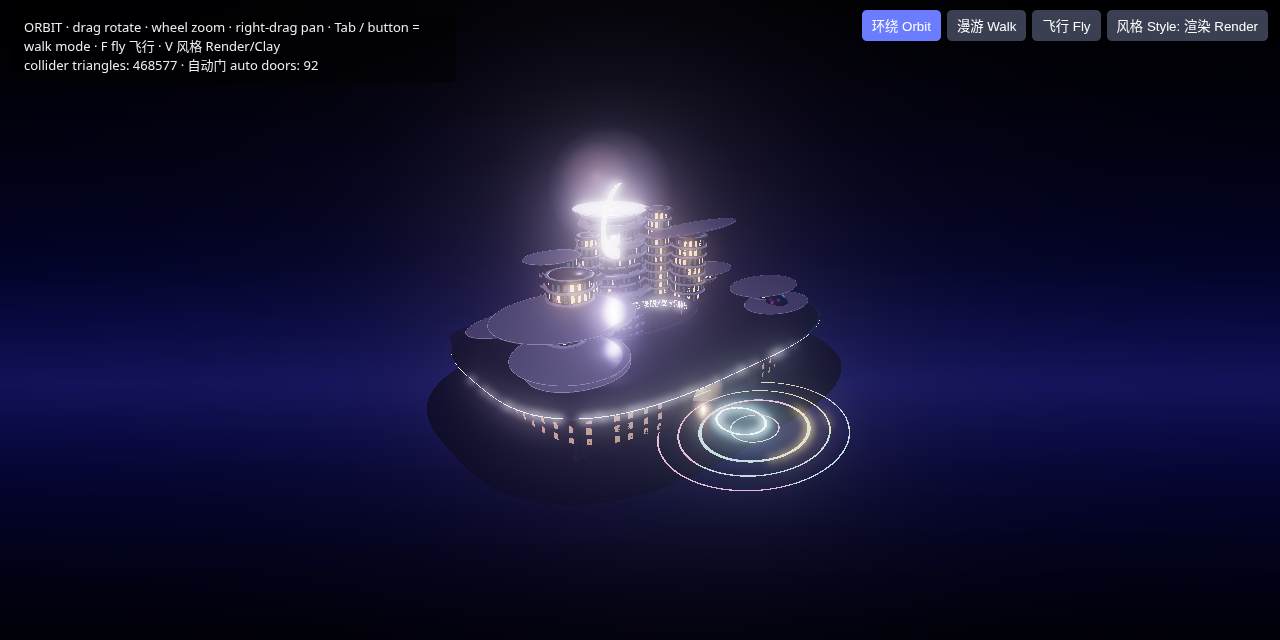 ORBIT · drag rotate · wheel zoom · right-drag pan · Tab / button =
walk mode · F fly 飞行 · V 风格 Render/Clay
collider triangles: 468577 · 自动门 auto doors: 92
环绕 Orbit
漫游 Walk
飞行 Fly
风格 Style: 渲染 Render